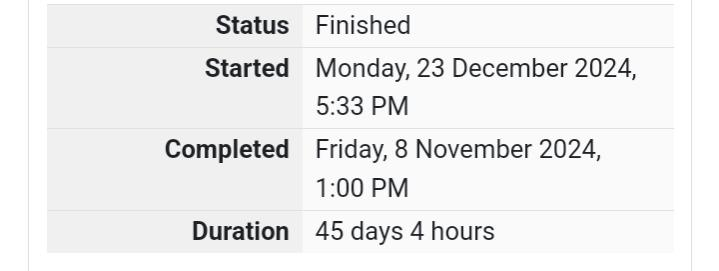 Status Finished
Started Monday, 23 December 2024,
5:33 PM
Completed Friday, 8 November 2024,
1:00 PM
Duration 45 days 4 hours